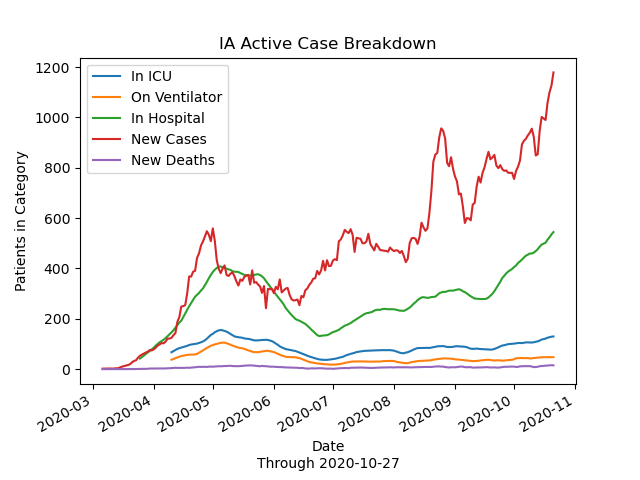 IA Active Case Breakdown
In ICU
On Ventilator
In Hospital
New Cases
New Deaths
Patients in Category
1200
1000
800
600
400
200
0
2020-03
2020-04
2020-05
2020-06
2020-07
2020-08
2020-09
2020-10
2020-11
Date
Through 2020-10-27